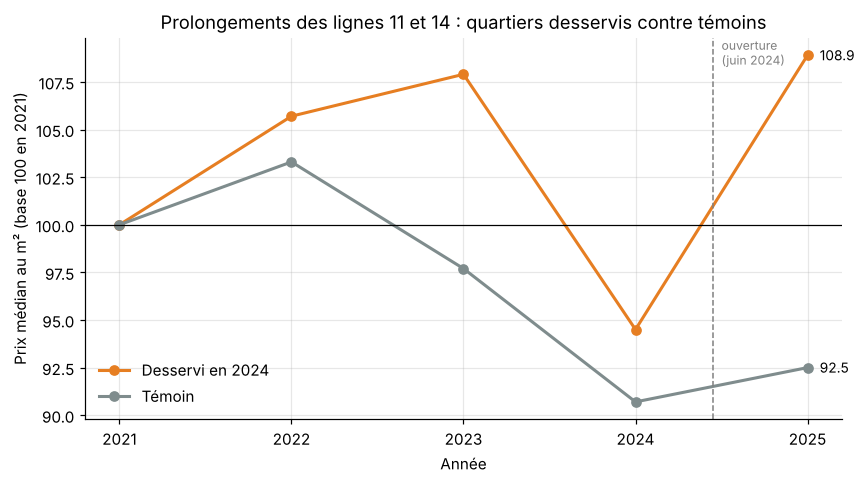 Prolongements des lignes 11 et 14 : quartiers desservis contre témoins
Prix médian au m² (base 100 en 2021)
107.5
105.0
102.5
100.0
97.5
95.0
92.5
90.0
ouverture
(juin 2024)
108.9
92.5
Desservi en 2024
Témoin
2021
2022
2023
2024
2025
Année